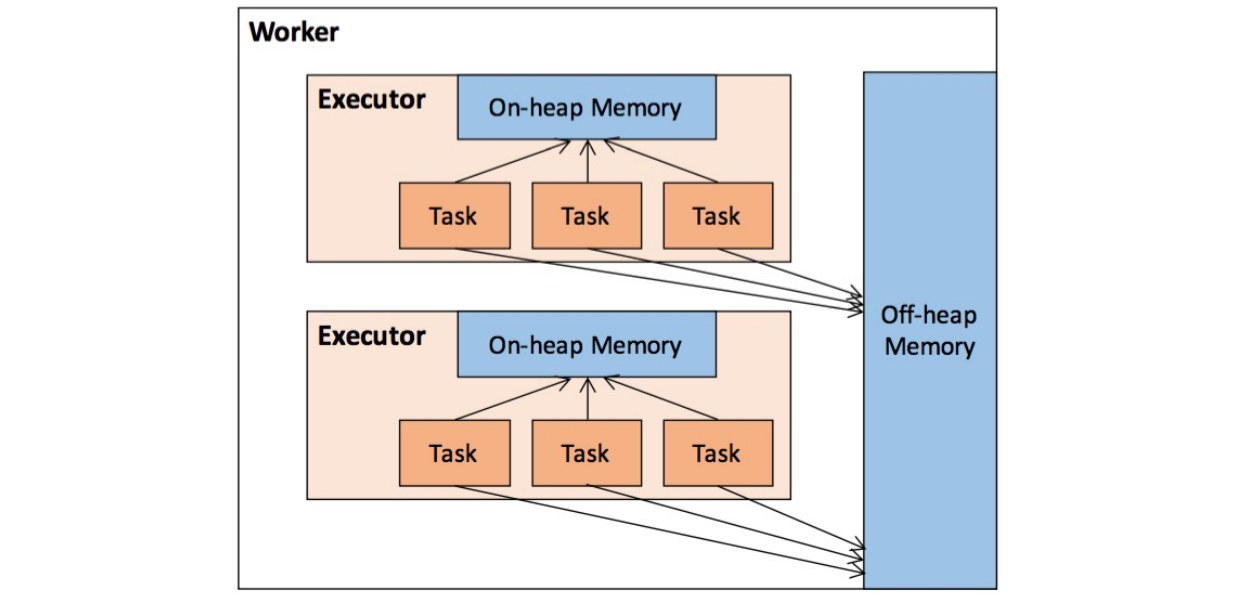 Worker
Executor
On-heap Memory
Task
Task
Task
Executor
On-heap Memory
Task
Task
Task
Off-heap
Memory